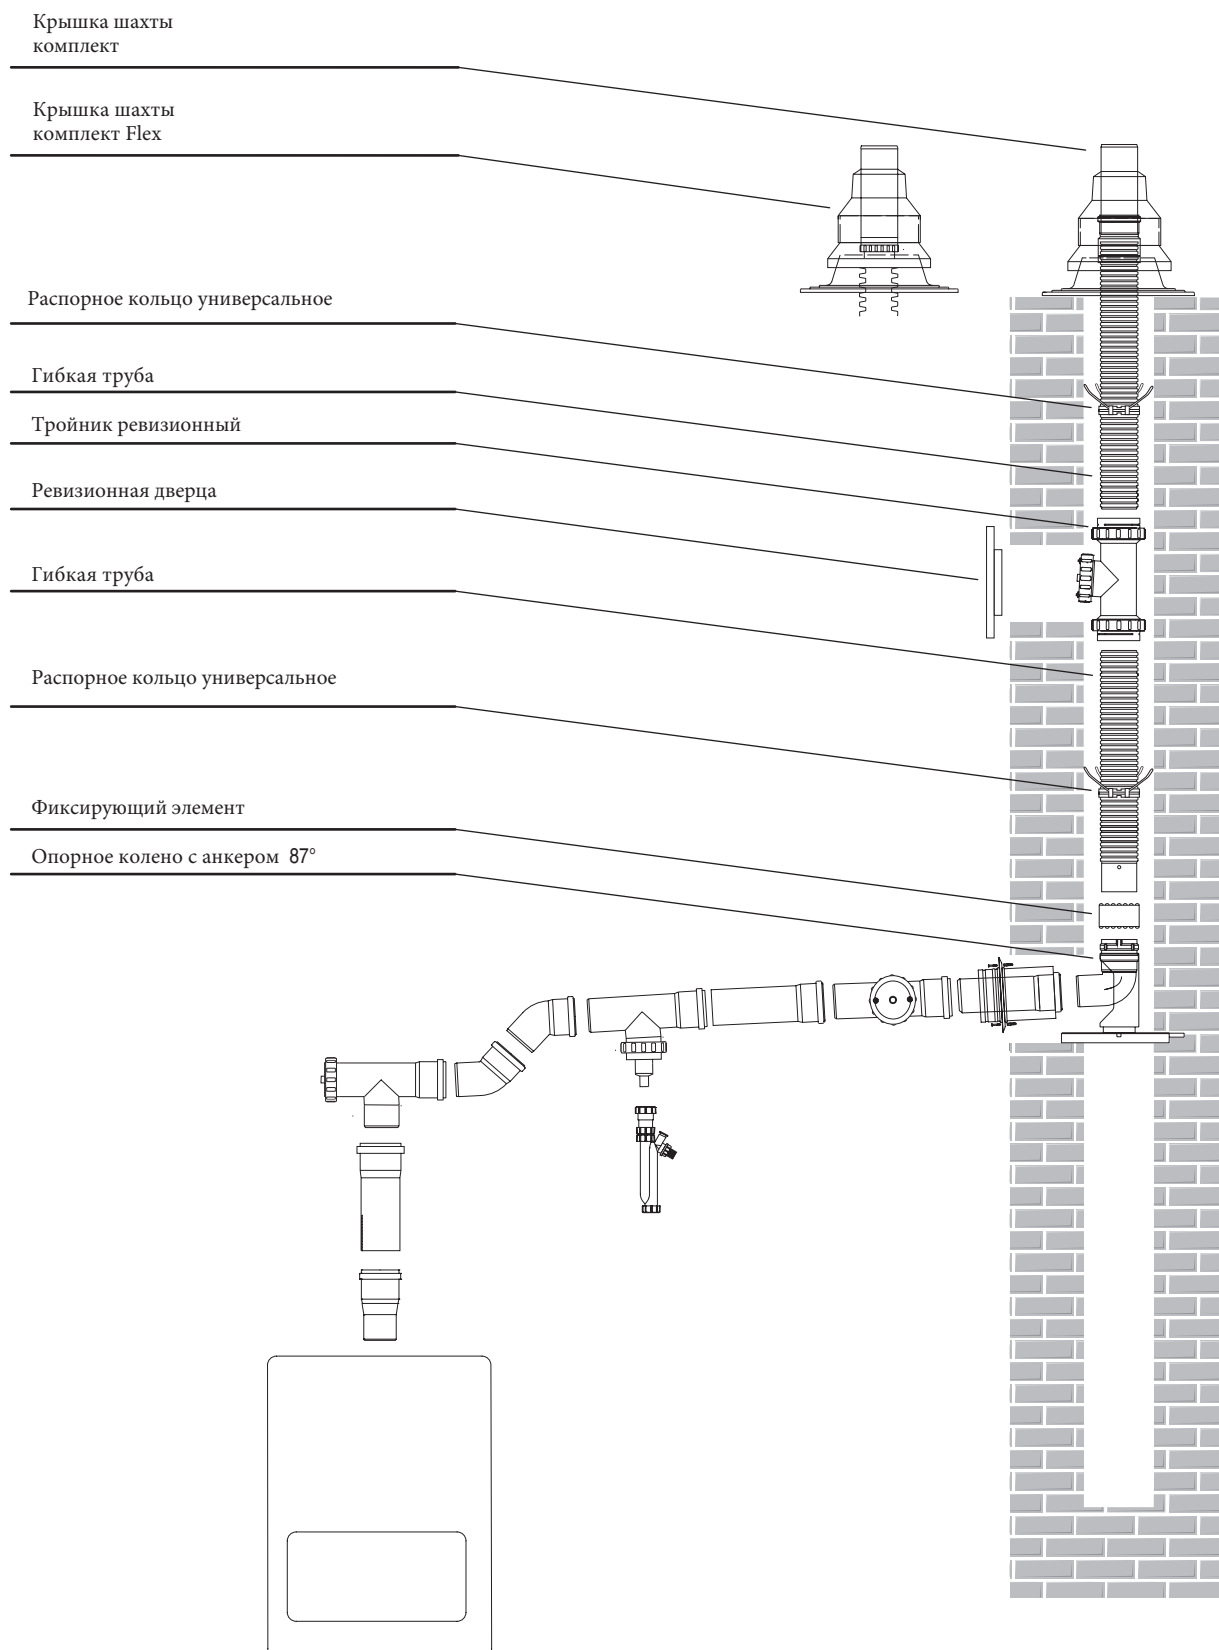 Крышка шахты
комплект
Крышка шахты
комплект Flex
Распорное кольцо универсальное
Гибкая труба
Тройник ревизионный
Ревизионная дверца
Гибкая труба
Распорное кольцо универсальное
Фиксирующий элемент
Опорное колено с анкером 87°